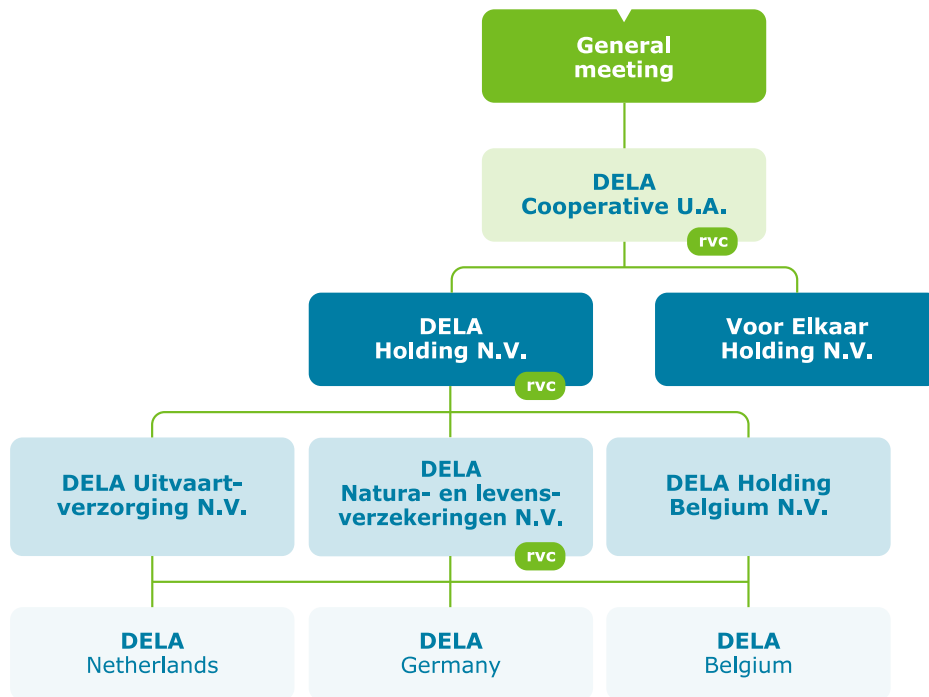 General
meeting
DELA
Cooperative U.A.
rvc
DELA
Holding N.V.
rvc
Voor Elkaar
Holding N.V.
DELA Uitvaart-
verzorging N.V.
DELA
Natura- en levens-
verzekeringen N.V.
rvc
DELA Holding
Belgium N.V.
DELA
Netherlands
DELA
Germany
DELA
Belgium